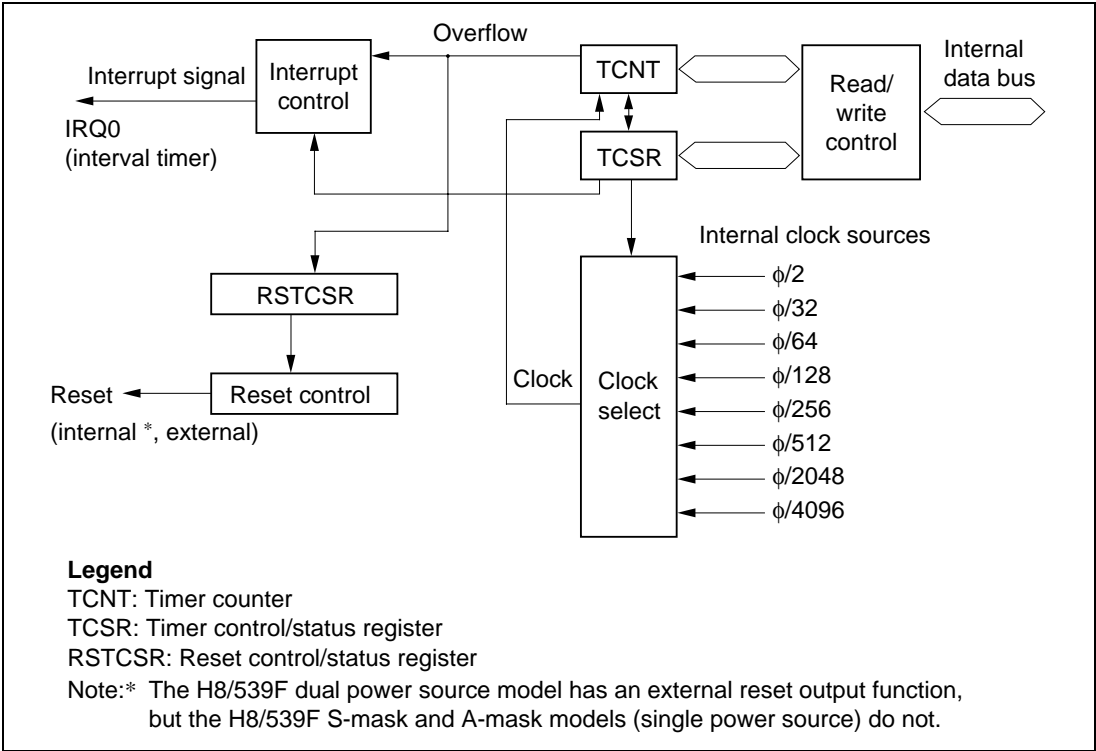 Overflow
Interrupt signal
Interrupt
control
IRQ0
(interval timer)
TCNT
TCSR
Read/
write
control
Internal
data bus
RSTCSR
Reset control
Reset
(internal *, external)
Clock
Clock
select
Internal clock sources
ϕ/2
ϕ/32
ϕ/64
ϕ/128
ϕ/256
ϕ/512
ϕ/2048
ϕ/4096
Legend
TCNT: Timer counter
TCSR: Timer control/status register
RSTCSR: Reset control/status register
Note:* The H8/539F dual power source model has an external reset output function,
but the H8/539F S-mask and A-mask models (single power source) do not.